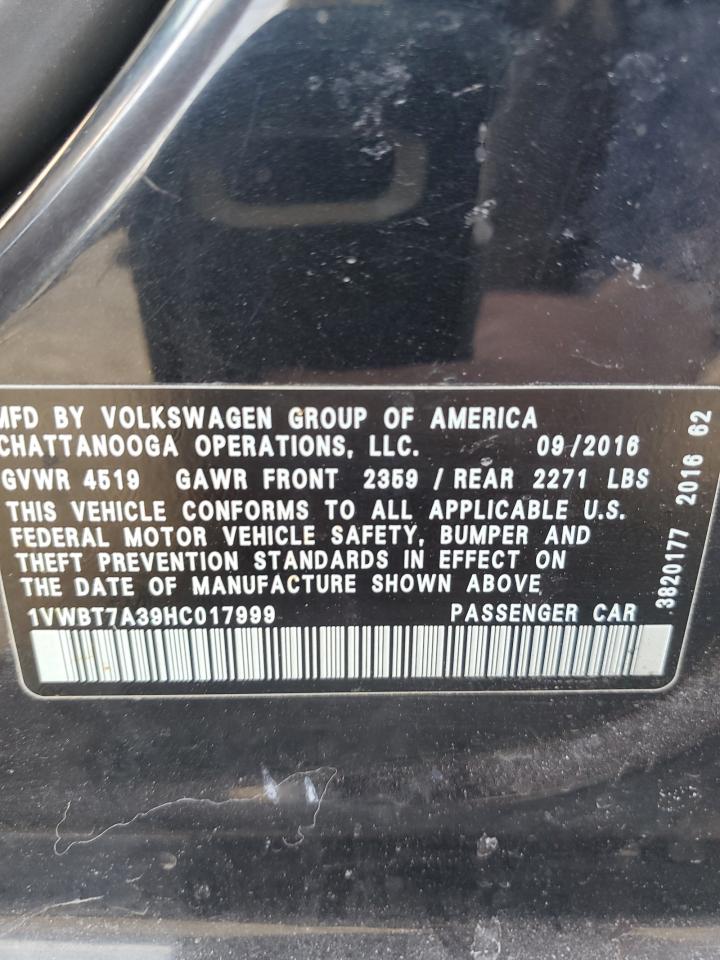 MFD BY VOLKSWAGEN GROUP OF AMERICA
CHATTANOOGA OPERATIONS, LLC. 09/2016
GVWR 4519 GAWR FRONT 2359 / REAR 2271 LBS
THIS VEHICLE CONFORMS TO ALL APPLICABLE U.S.
FEDERAL MOTOR VEHICLE SAFETY, BUMPER AND
THEFT PREVENTION STANDARDS IN EFFECT ON
THE DATE OF MANUFACTURE SHOWN ABOVE
1VWBT7A39HC017999 PASSENGER CAR
3820177 2016 62